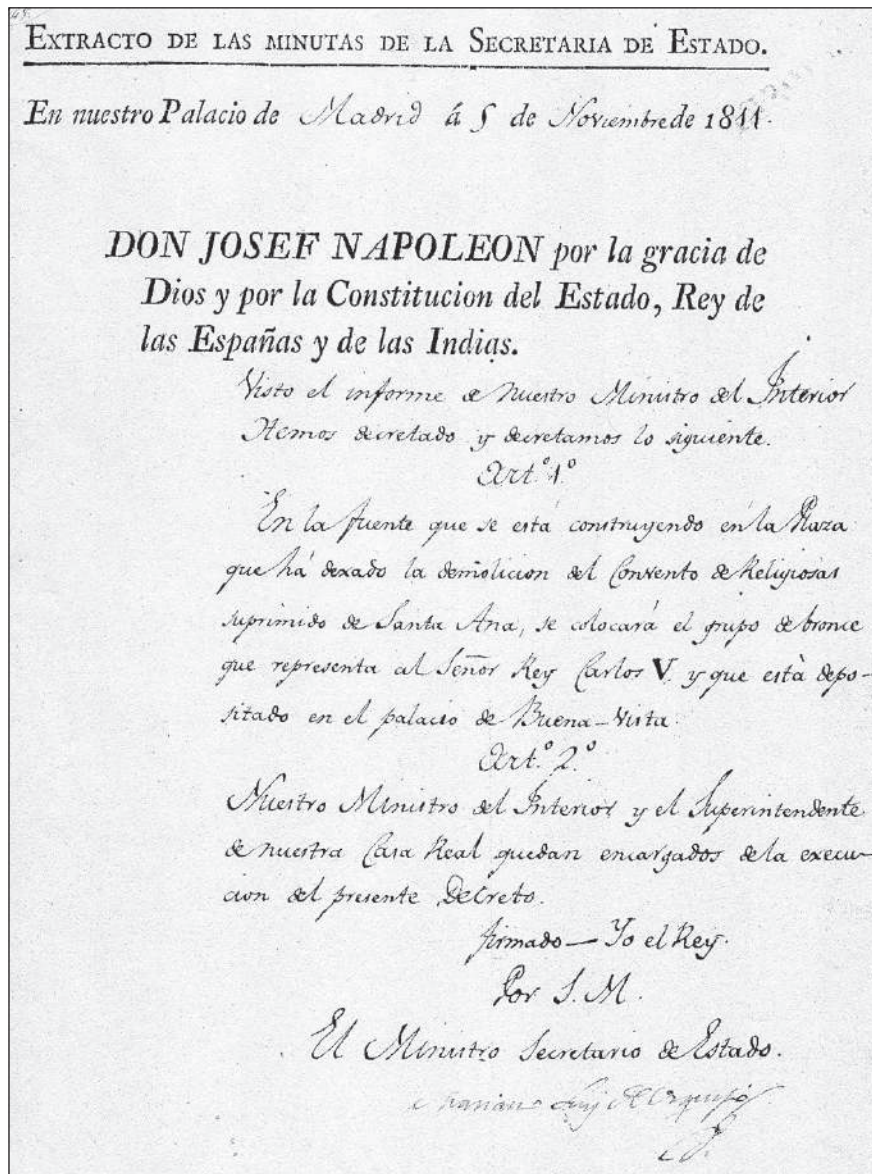 EXTRACTO DE LAS MINUTAS DE LA SECRETARIA DE ESTADO.
En nuestro Palacio de Madrid á 5 de Noviembre de 1811.
DON JOSEF NAPOLEON por la gracia de
Dios y por la Constitucion del Estado, Rey de
las Españas y de las Indias.
Visto el informe de nuestro Ministro del Interior
Hemos decretado y decretamos lo siguiente.
Art.º 1.º
En la fuente que se está construyendo en la Plaza
que há dexado la demolicion del Convento de Religiosas
suprimido de Santa Ana, se colocará el grupo de bronce
que representa al Señor Rey Carlos V. y que està depo-
sitado en el palacio de Buena-Vista.
Art.º 2.º
Nuestro Ministro del Interior y el Superintendente
de nuestra Casa Real quedan encargados de la execu-
cion del presente Decreto.
firmado — Yo el Rey.
Por S. M.
El Ministro Secretario de Estado.
Mariano Luis de Urquijo